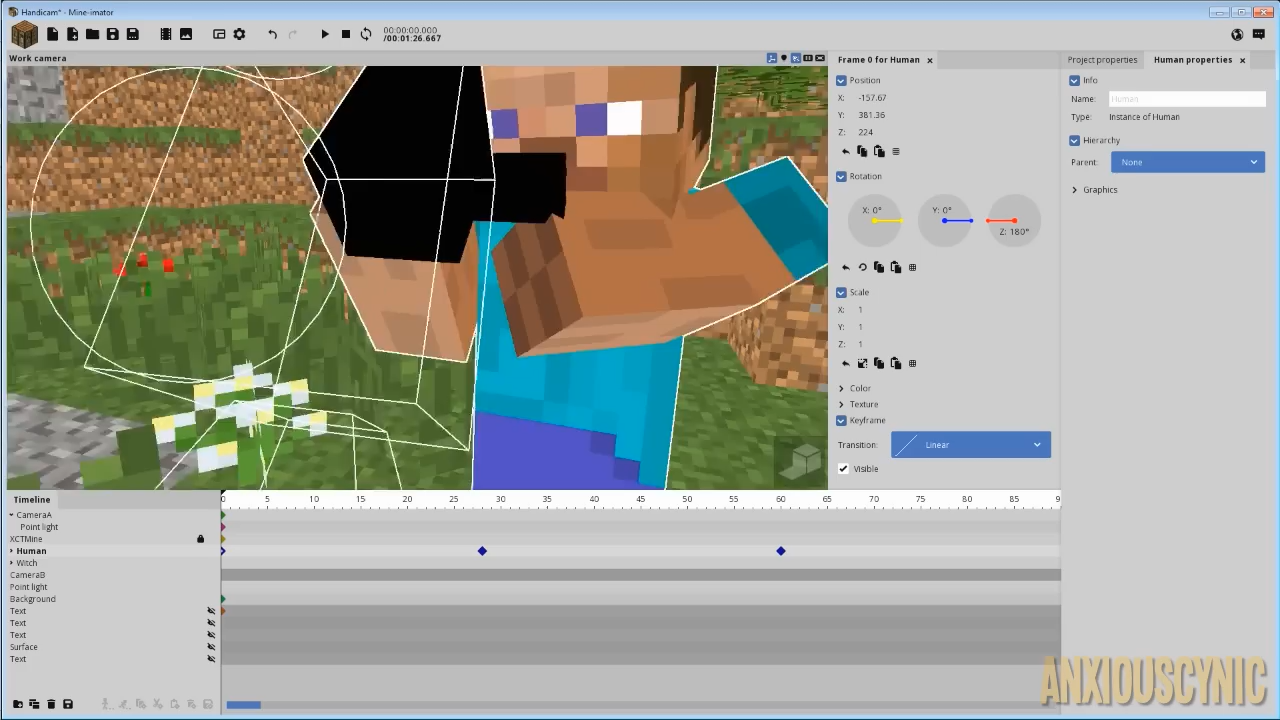 Handicam* - Mine-imator
00:00:00.000
/00:01:26.667
Work camera
Frame 0 for Human
Project properties
Human properties
Position
X: -157.67
Y: 381.36
Z: 224
Rotation
X: 0°
Y: 0°
Z: 180°
Scale
X: 1
Y: 1
Z: 1
Color
Texture
Keyframe
Transition: Linear
Visible
Info
Name: Human
Type: Instance of Human
Hierarchy
Parent: None
Graphics
Timeline
0 5 10 15 20 25 30 35 40 45 50 55 60 65 70 75 80 85 9
CameraA
Point light
XCTMine
Human
Witch
CameraB
Point light
Background
Text
Text
Text
Surface
Text
ANXIOUSCYNIC